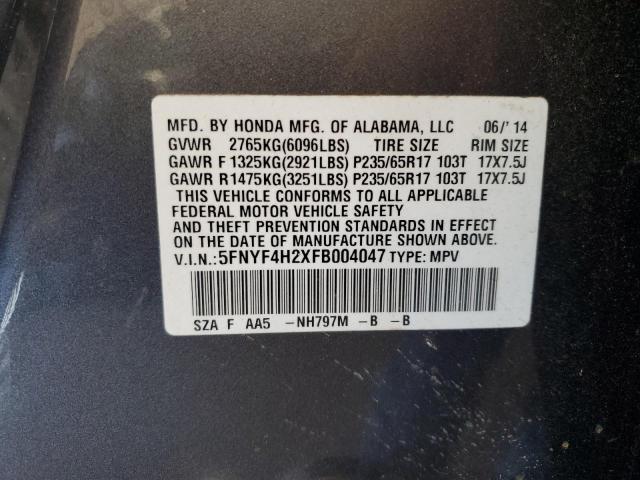 MFD. BY HONDA MFG. OF ALABAMA, LLC 06/'14
GVWR 2765KG(6096LBS) TIRE SIZE RIM SIZE
GAWR F 1325KG(2921LBS) P235/65R17 103T 17X7.5J
GAWR R1475KG(3251LBS) P235/65R17 103T 17X7.5J
THIS VEHICLE CONFORMS TO ALL APPLICABLE
FEDERAL MOTOR VEHICLE SAFETY
AND THEFT PREVENTION STANDARDS IN EFFECT
ON THE DATE OF MANUFACTURE SHOWN ABOVE.
V.I.N.: 5FNYF4H2XFB004047 TYPE: MPV
SZA F AA5 -NH797M -B -B